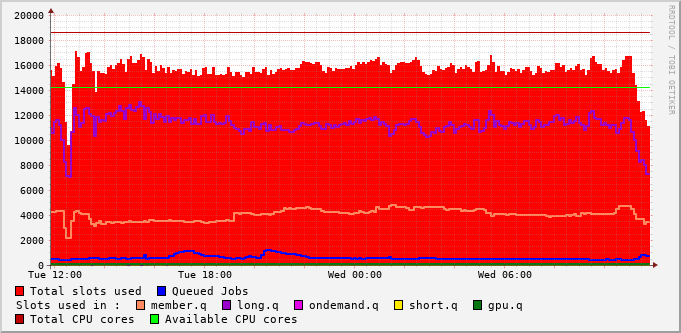 RRDTOOL / TOBI OETIKER
20000
18000
16000
14000
12000
10000
8000
6000
4000
2000
0
Tue 12:00 Tue 18:00 Wed 00:00 Wed 06:00
Total slots used Queued Jobs
Slots used in : member.q long.q ondemand.q short.q gpu.q
Total CPU cores Available CPU cores